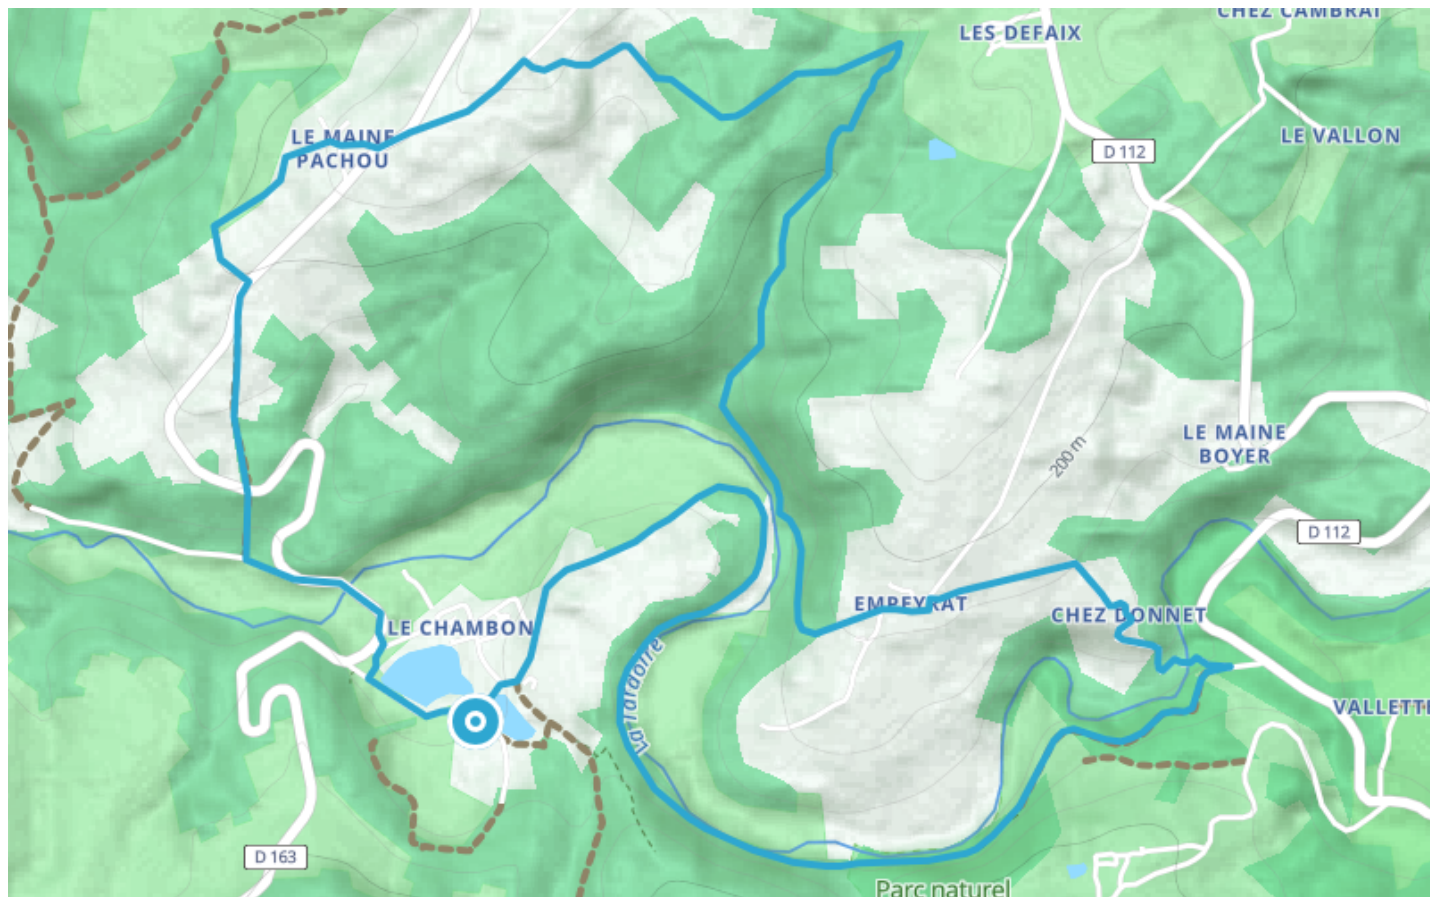 CHEZ CAMBRAI
LES DEFAIX
LE MAINE
PACHOU
LE VALLON
D 112
LE MAINE
BOYER
200 m
D 112
EMPEYRAT
CHEZ DONNET
LE CHAMBON
La Tardoire
VALLETTE
D 163
Parc naturel